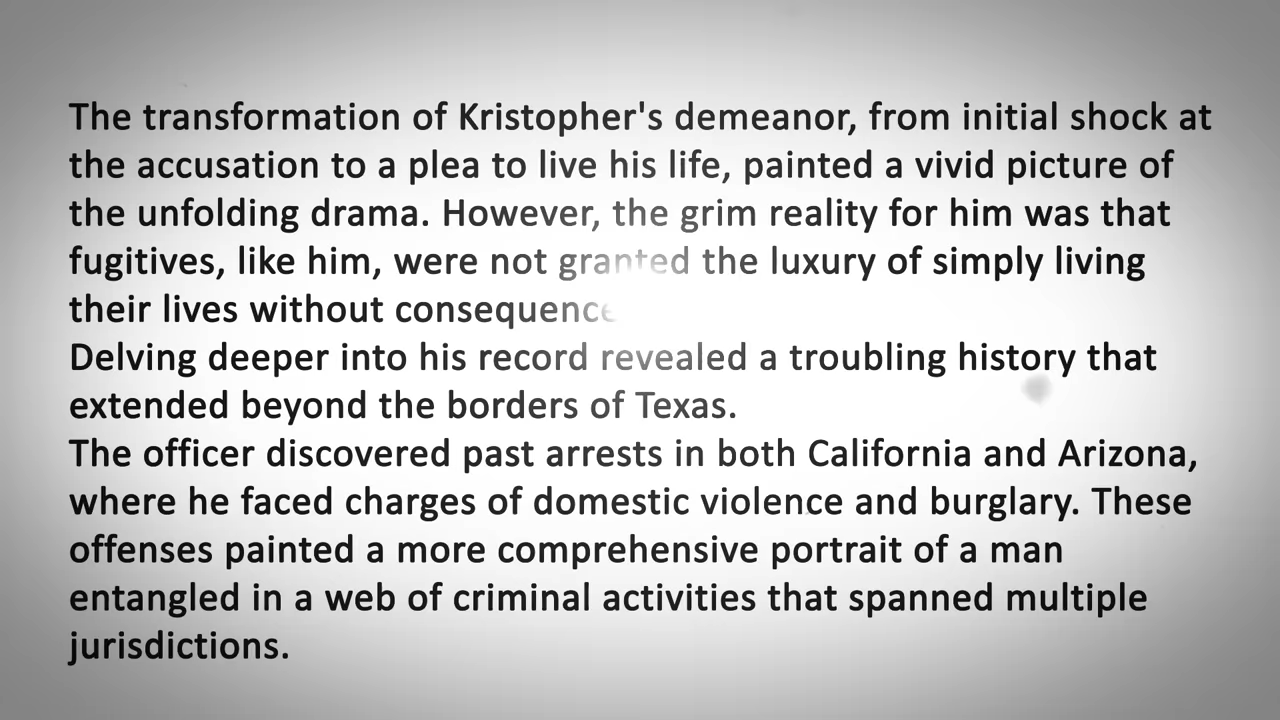 The transformation of Kristopher's demeanor, from initial shock at
the accusation to a plea to live his life, painted a vivid picture of
the unfolding drama. However, the grim reality for him was that
fugitives, like him, were not granted the luxury of simply living
their lives without consequence
Delving deeper into his record revealed a troubling history that
extended beyond the borders of Texas.
The officer discovered past arrests in both California and Arizona,
where he faced charges of domestic violence and burglary. These
offenses painted a more comprehensive portrait of a man
entangled in a web of criminal activities that spanned multiple
jurisdictions.